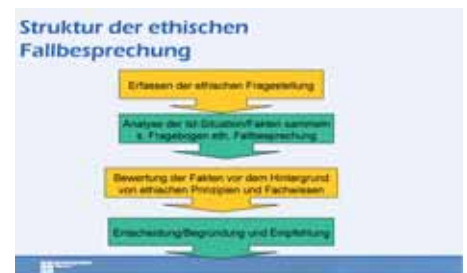 Struktur der ethischen
Fallbesprechung
Erfassen der ethischen Fragestellung
Analyse der Ist-Situation/Fakten sammeln
s. Fragebogen eth. Fallbesprechung
Bewertung der Fakten vor dem Hintergrund
von ethischen Prinzipien und Fachwissen
Entscheidung/Begründung und Empfehlung